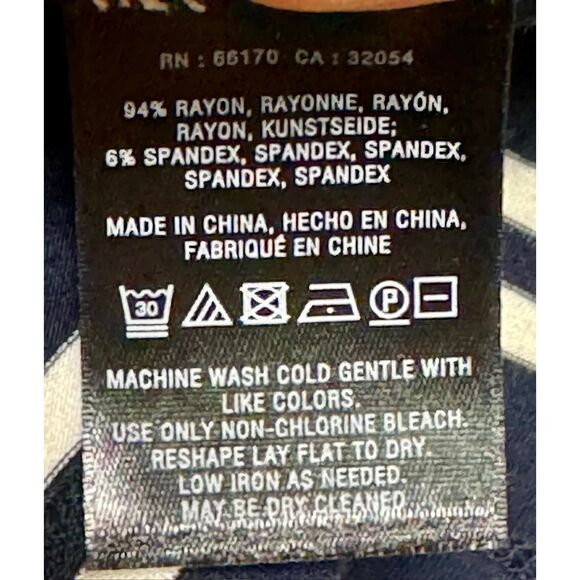 RN : 66170 CA : 32054
94% RAYON, RAYONNE, RAYÓN,
RAYON, KUNSTSEIDE;
6% SPANDEX, SPANDEX, SPANDEX,
SPANDEX, SPANDEX
MADE IN CHINA, HECHO EN CHINA,
FABRIQUÉ EN CHINE
30 P
MACHINE WASH COLD GENTLE WITH
LIKE COLORS.
USE ONLY NON-CHLORINE BLEACH.
RESHAPE LAY FLAT TO DRY.
LOW IRON AS NEEDED.
MAY BE DRY CLEANED